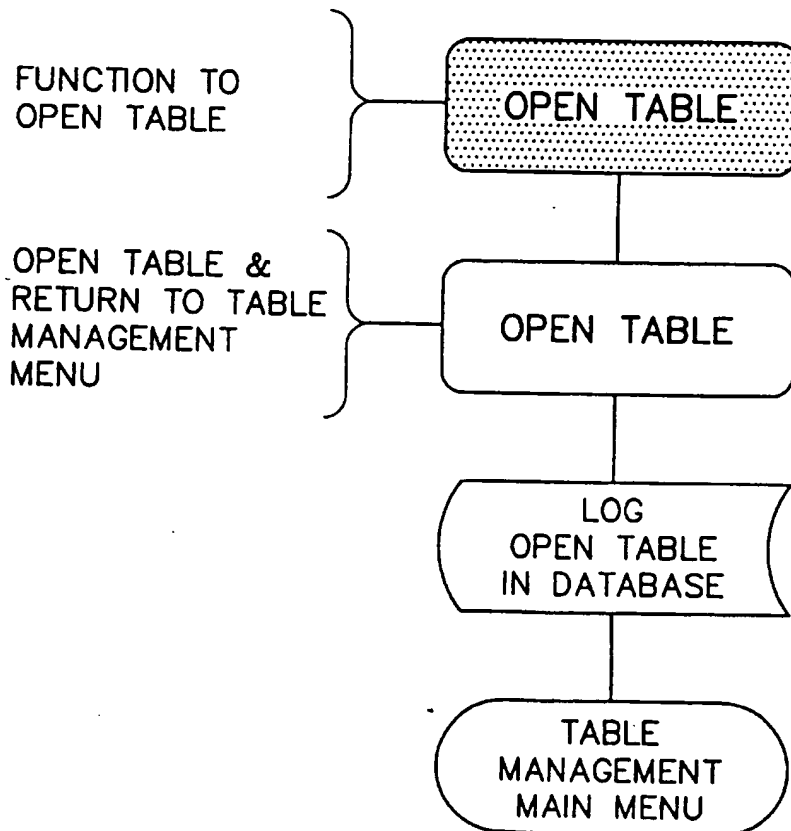 FUNCTION TO
OPEN TABLE
OPEN TABLE
OPEN TABLE &
RETURN TO TABLE
MANAGEMENT
MENU
OPEN TABLE
LOG
OPEN TABLE
IN DATABASE
TABLE
MANAGEMENT
MAIN MENU